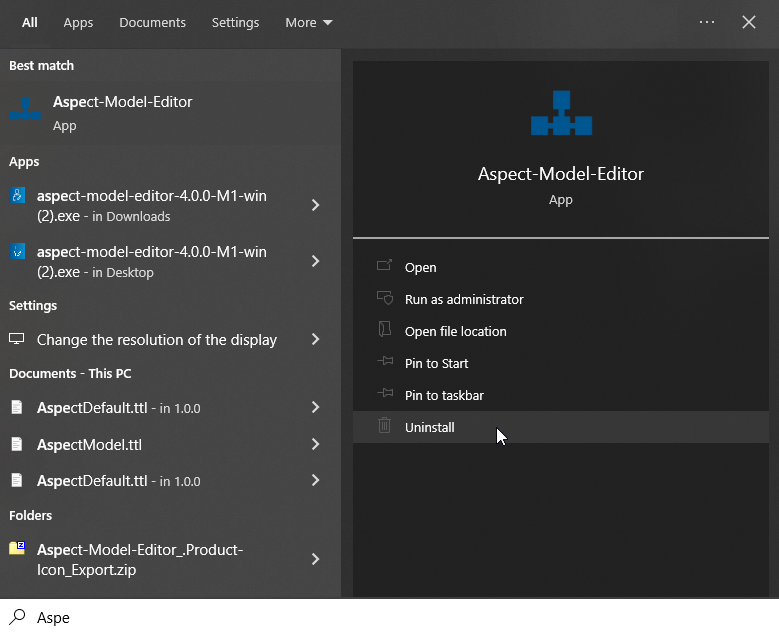 All Apps Documents Settings More
Best match
Aspect-Model-Editor
App
Apps
aspect-model-editor-4.0.0-M1-win
(2).exe - in Downloads
aspect-model-editor-4.0.0-M1-win
(2).exe - in Desktop
Settings
Change the resolution of the display
Documents - This PC
AspectDefault.ttl - in 1.0.0
AspectModel.ttl
AspectDefault.ttl - in 1.0.0
Folders
Aspect-Model-Editor_.Product-
Icon_Export.zip
Aspect-Model-Editor
App
Open
Run as administrator
Open file location
Pin to Start
Pin to taskbar
Uninstall
Aspe